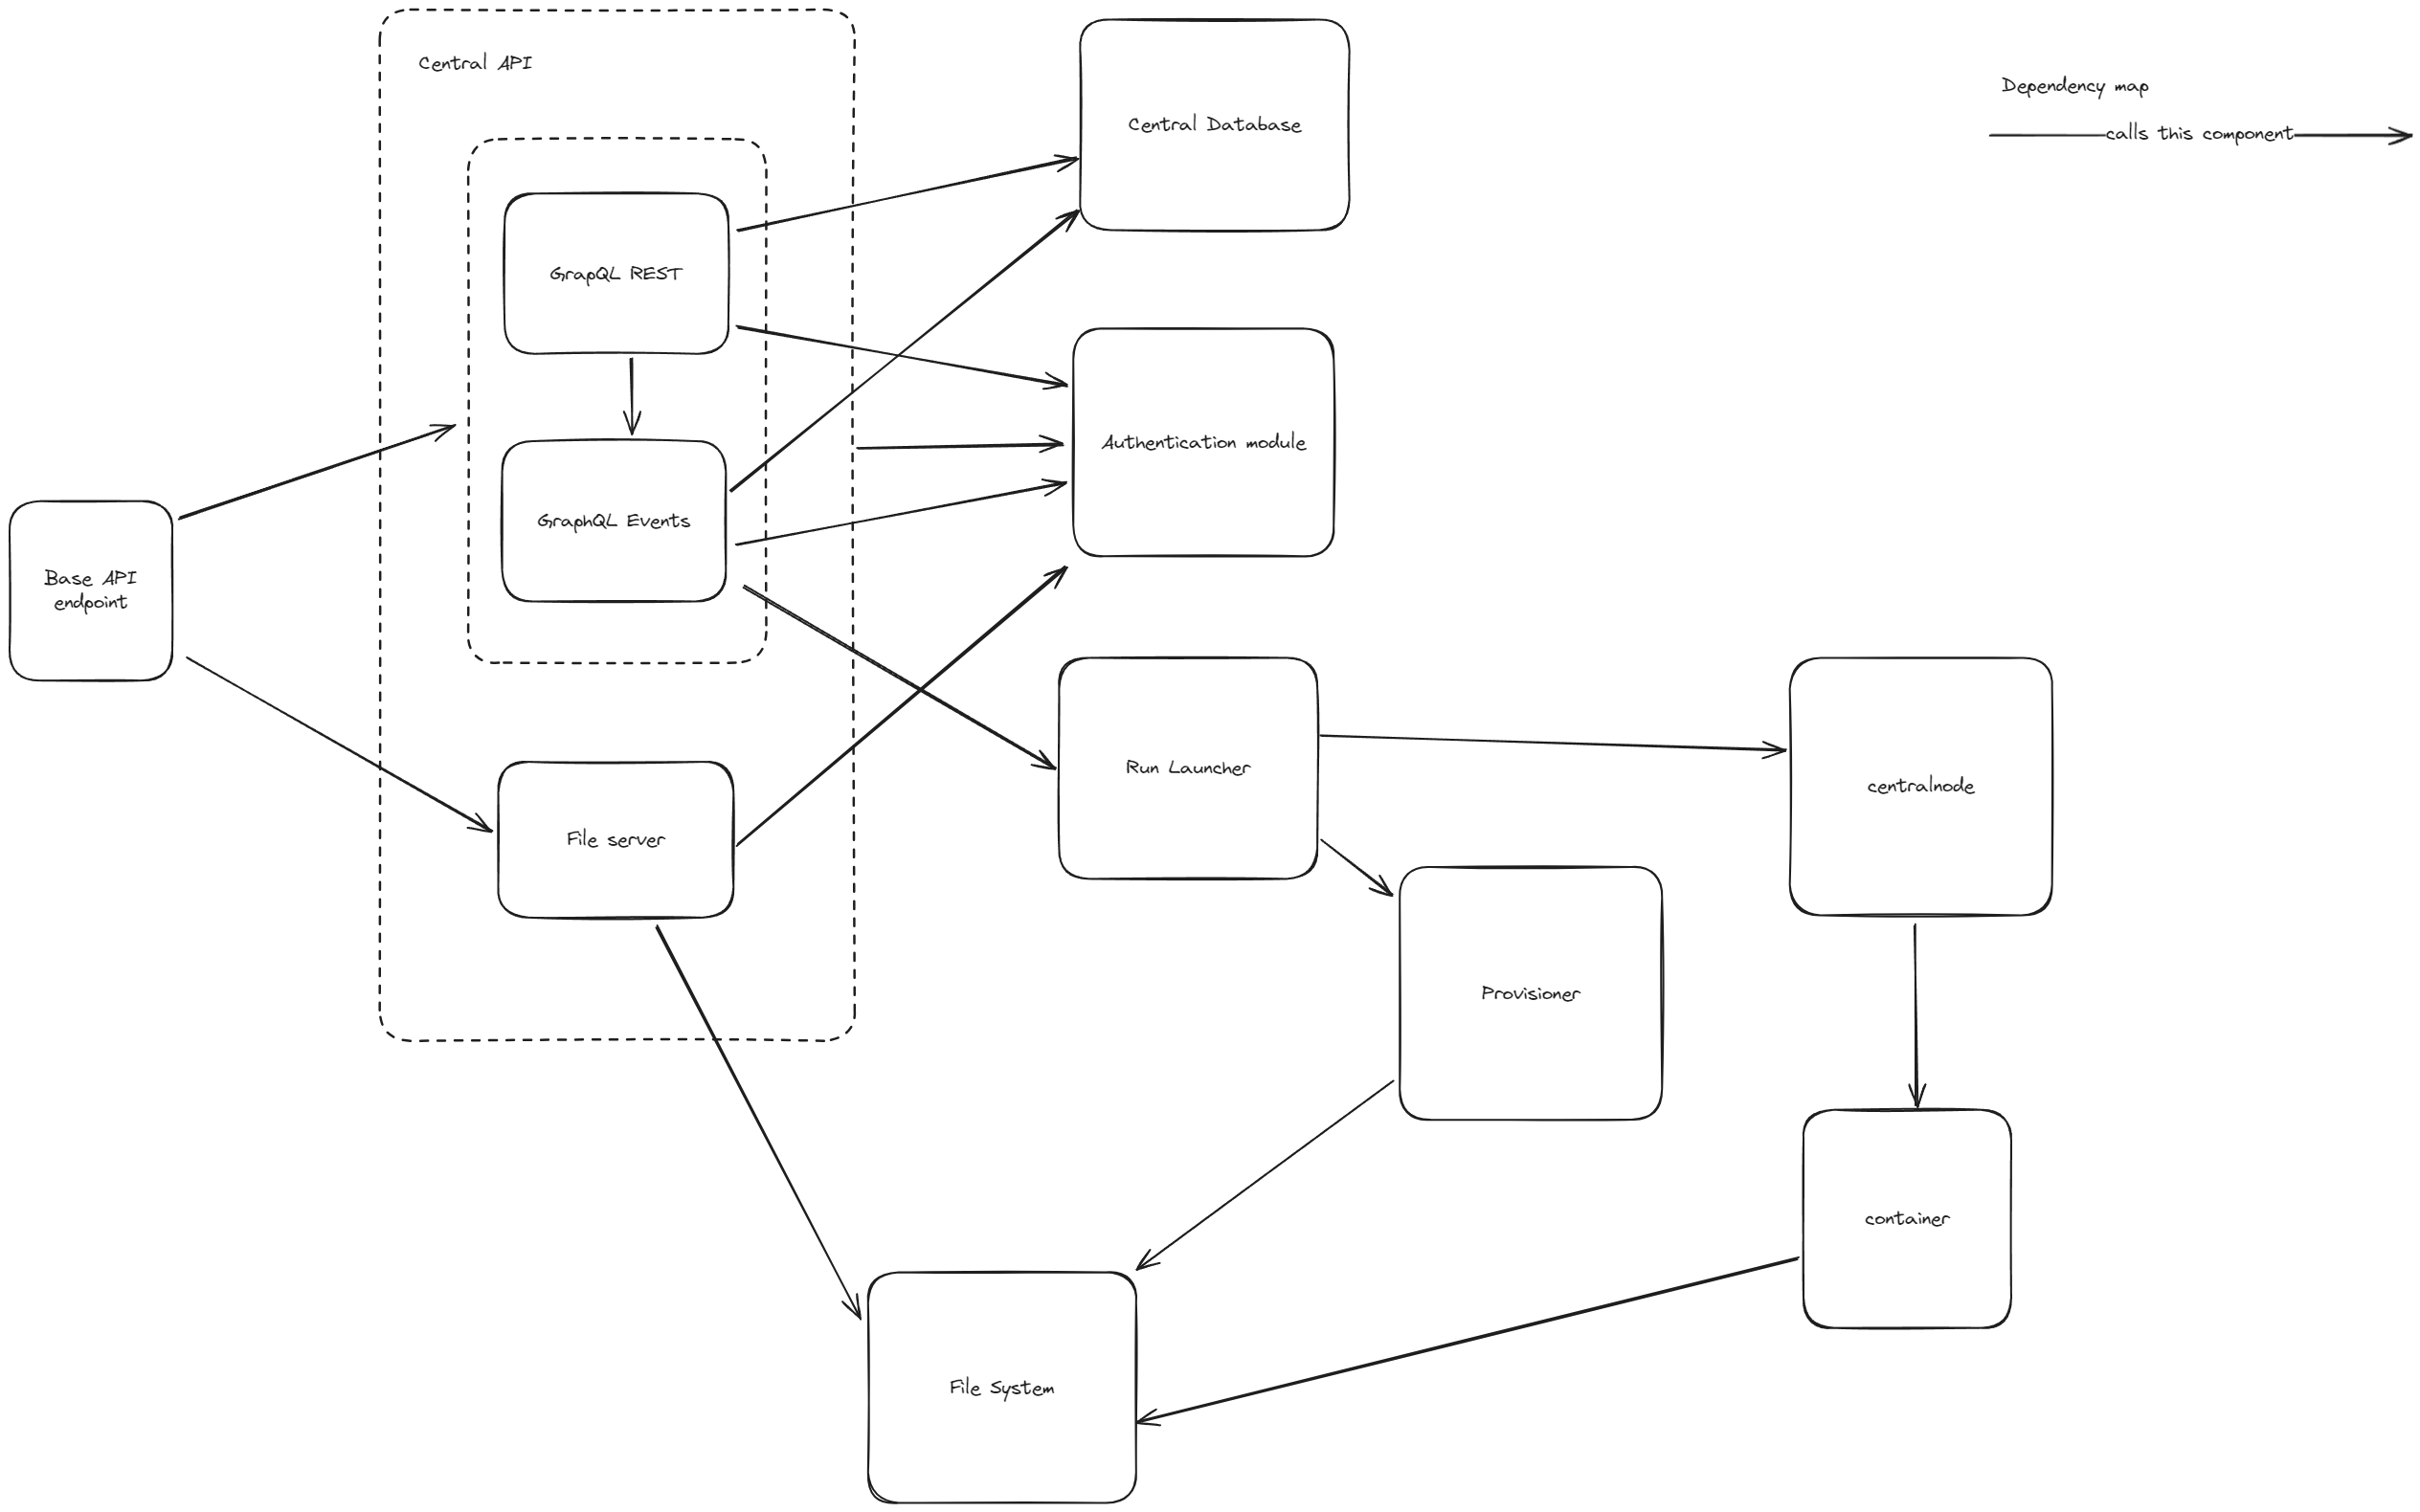 Central API
Central Database
Dependency map
calls this component
GrapQL REST
Authentication module
GraphQL Events
Base API
endpoint
Run Launcher
centralnode
File server
Provisioner
container
File System